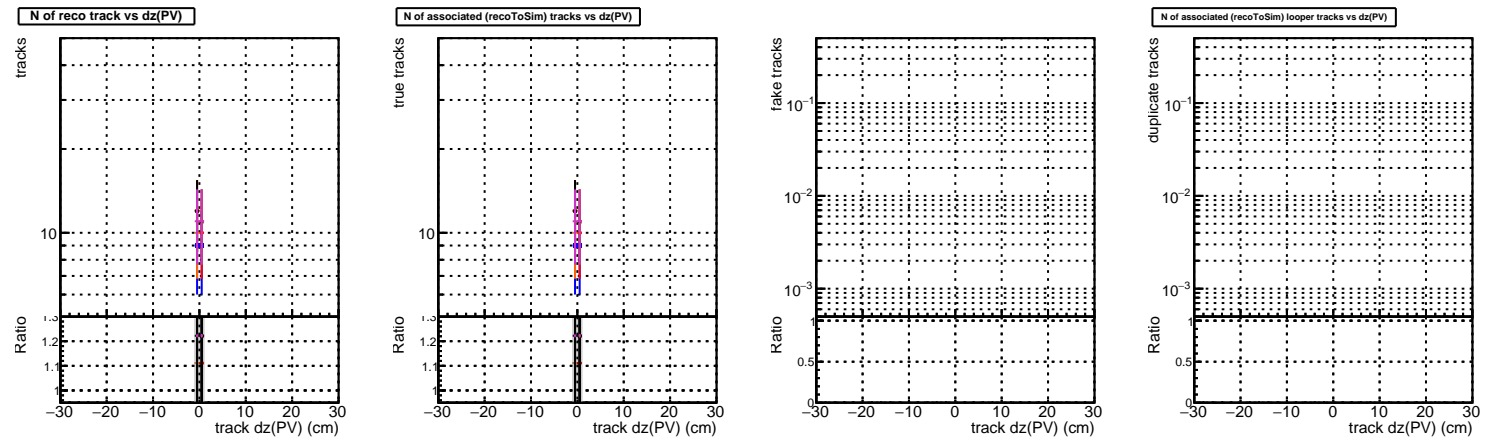 N of reco track vs dz(PV)
tracks
10
Ratio
1.3
1.2
1.1
1
−30 −20 −10 0 10 20 30
track dz(PV) (cm)
N of associated (recoToSim) tracks vs dz(PV)
true tracks
10
Ratio
1.3
1.2
1.1
1
−30 −20 −10 0 10 20 30
track dz(PV) (cm)
fake tracks
10−1
10−2
10−3
Ratio
1
0.5
0
−30 −20 −10 0 10 20 30
track dz(PV) (cm)
N of associated (recoToSim) looper tracks vs dz(PV)
duplicate tracks
10−1
10−2
10−3
Ratio
1
0.5
0
−30 −20 −10 0 10 20 30
track dz(PV) (cm)